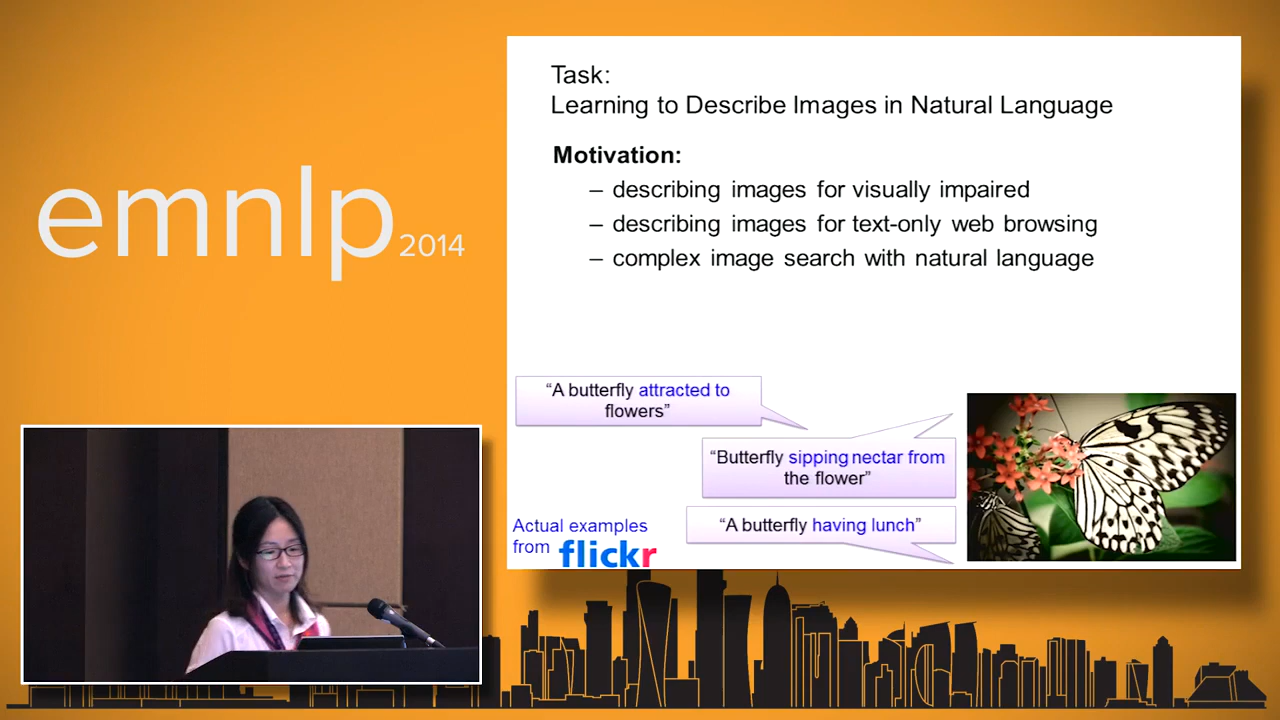 emnlp 2014
Task:
Learning to Describe Images in Natural Language
Motivation:
– describing images for visually impaired
– describing images for text-only web browsing
– complex image search with natural language
“A butterfly attracted to
flowers”
“Butterfly sipping nectar from
the flower”
“A butterfly having lunch”
Actual examples
from flickr